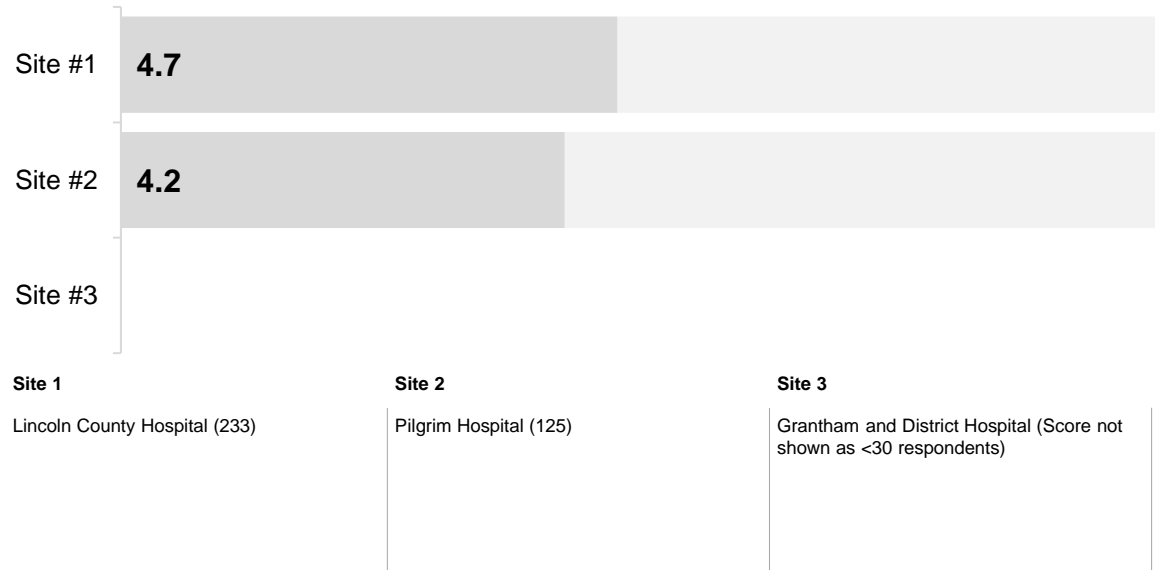 Site #1
4.7
Site #2
4.2
Site #3
Site 1
Site 2
Site 3
Lincoln County Hospital (233)
Pilgrim Hospital (125)
Grantham and District Hospital (Score not
shown as <30 respondents)